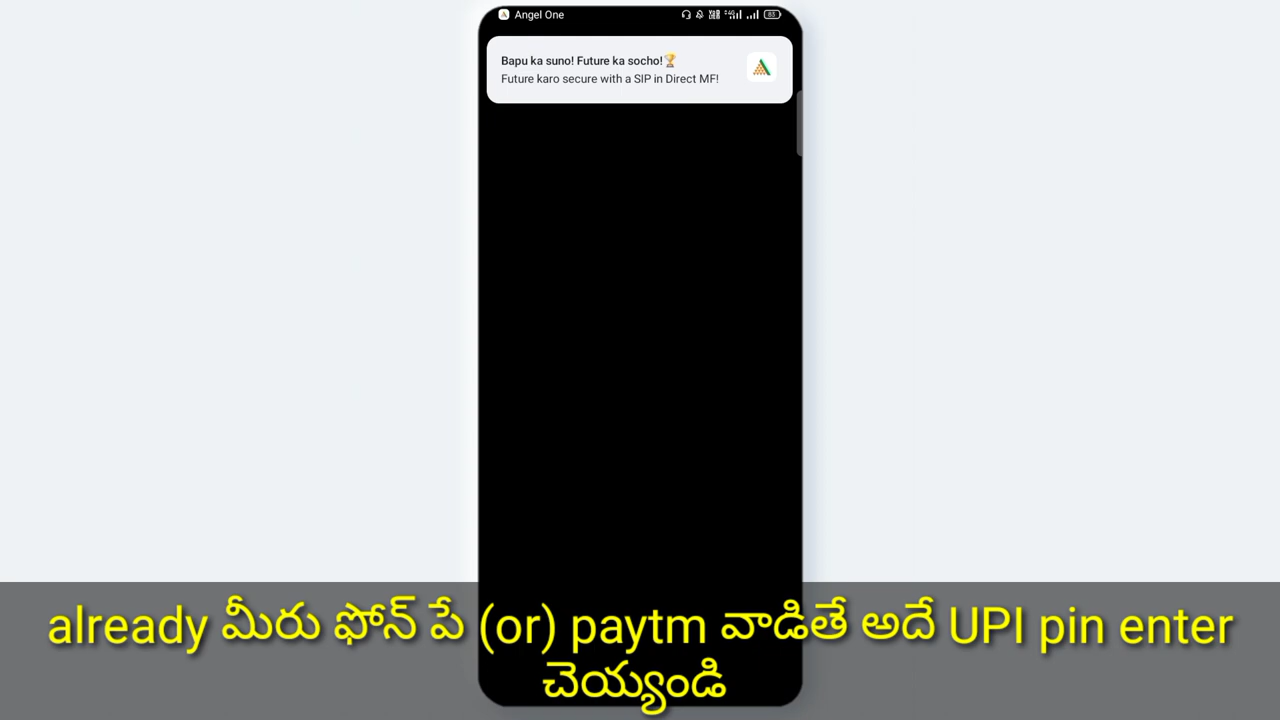 Angel One
83
Bapu ka suno! Future ka socho!🏆
Future karo secure with a SIP in Direct MF!
already మీరు ఫోన్ పే (or) paytm వాడితే అదే UPI pin enter
చెయ్యండి